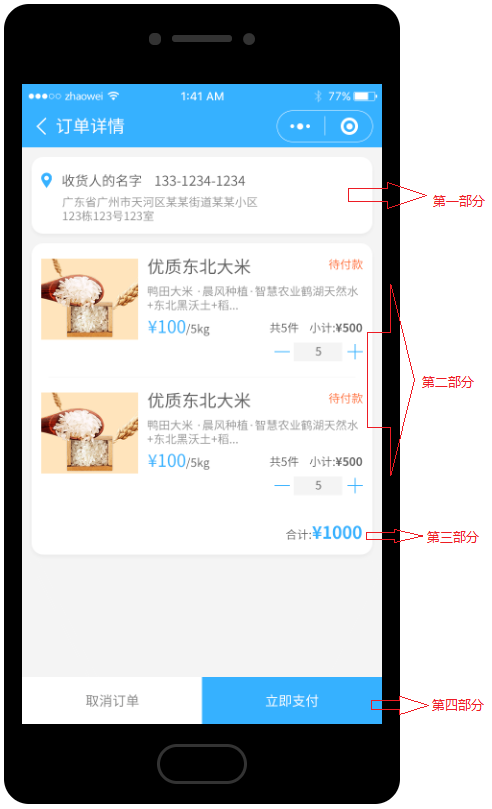 zhaowei 1:41 AM 77%
订单详情
收货人的名字 133-1234-1234
广东省广州市天河区某某街道某某小区
123栋123号123室
第一部分
优质东北大米 待付款
鸭田大米 · 晨风种植 · 智慧农业鹤湖天然水
+东北黑沃土+稻...
¥100/5kg 共5件 小计:¥500
— 5 +
第二部分
优质东北大米 待付款
鸭田大米 · 晨风种植 · 智慧农业鹤湖天然水
+东北黑沃土+稻...
¥100/5kg 共5件 小计:¥500
— 5 +
合计:¥1000
第三部分
取消订单 立即支付
第四部分